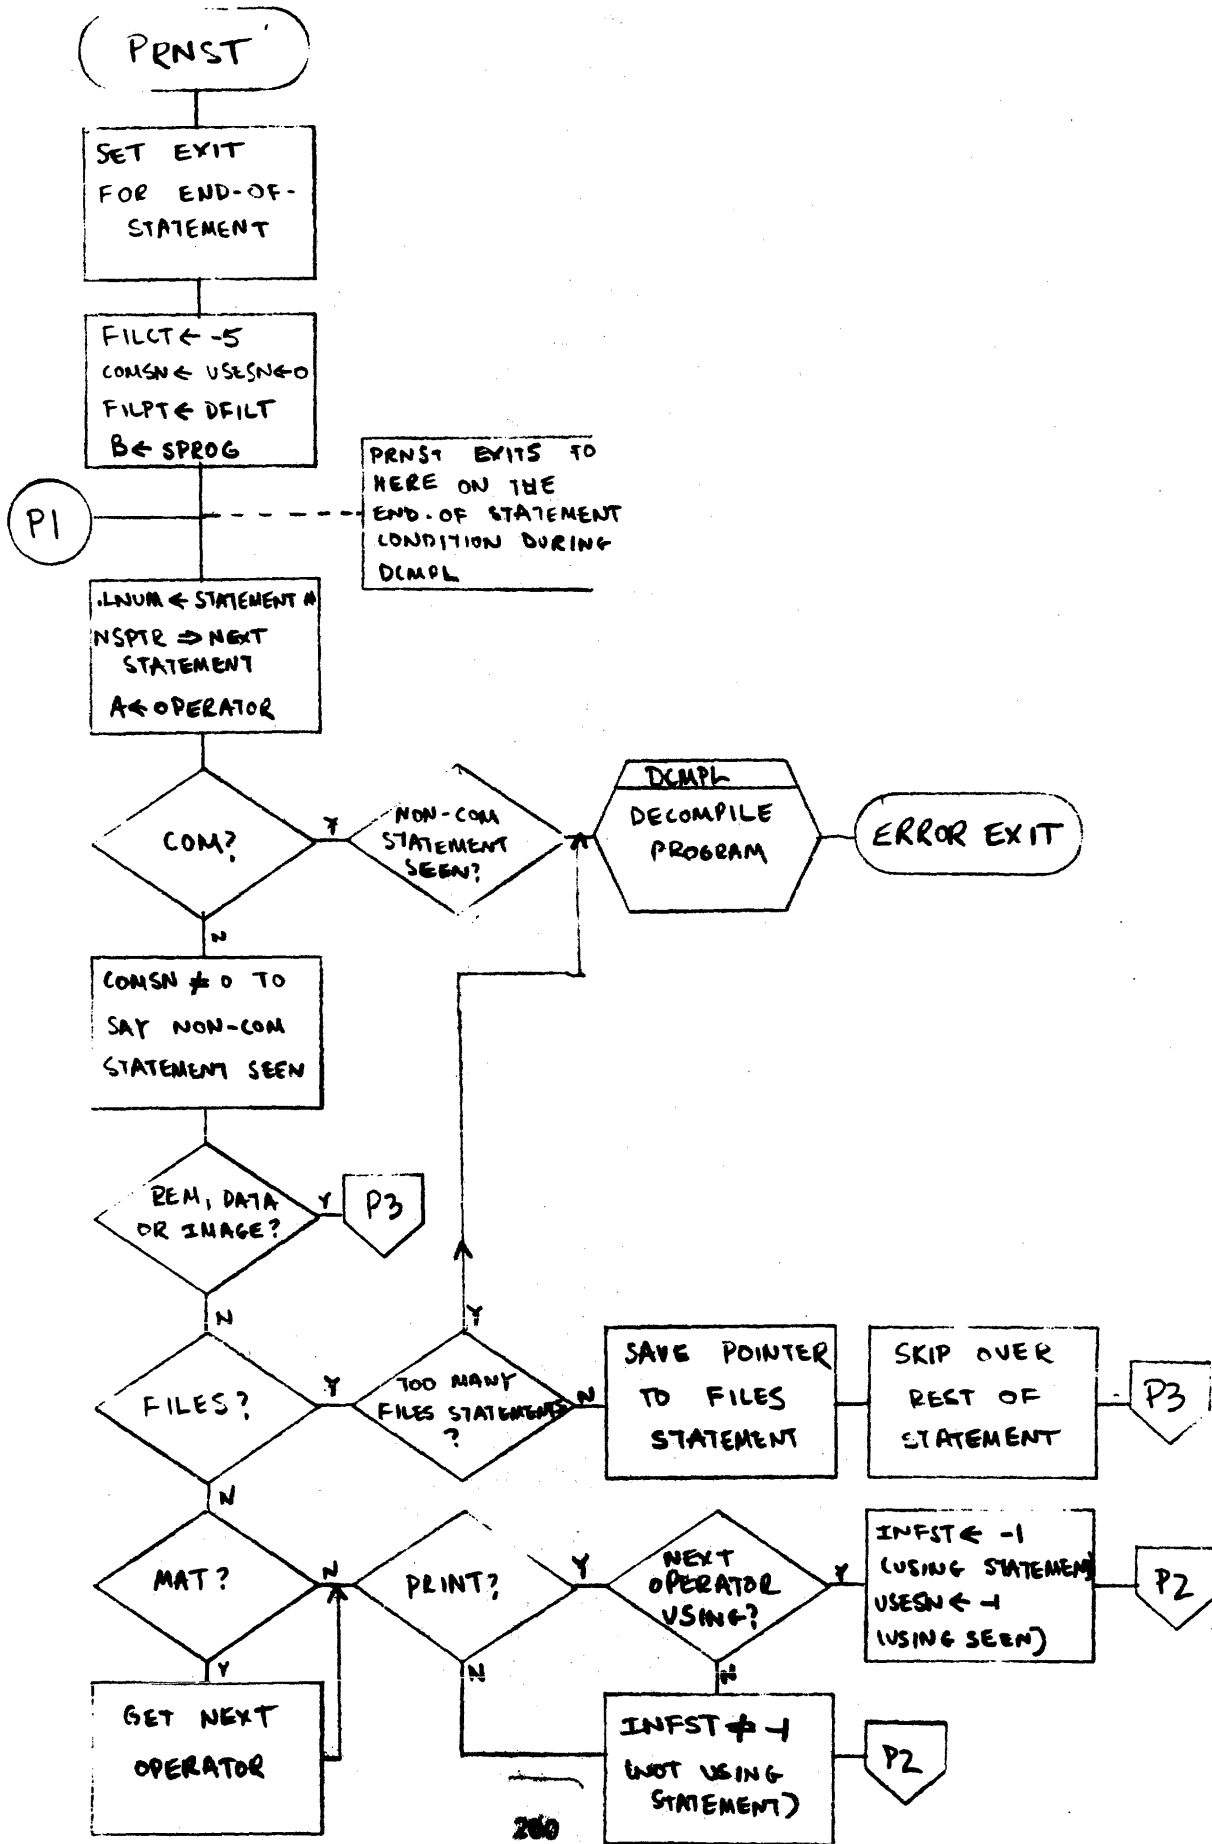 PRNST
SET EXIT
FOR END-OF-
STATEMENT
FILCT ← -5
COMSN ← USESN ← 0
FILPT ← DFILT
B ← SPROG
P1
PRNST EXITS TO
HERE ON THE
END-OF STATEMENT
CONDITION DURING
DCMPL
.LNUM ← STATEMENT #
NSPTR ⇒ NEXT
STATEMENT
A ← OPERATOR
COM?
Y
NON-COM
STATEMENT
SEEN?
DCMPL
DECOMPILE
PROGRAM
ERROR EXIT
N
COMSN ≠ 0 TO
SAY NON-COM
STATEMENT SEEN
REM, DATA
OR IMAGE?
Y
P3
N
FILES?
Y
TOO MANY
FILES STATEMENTS
?
Y
N
SAVE POINTER
TO FILES
STATEMENT
SKIP OVER
REST OF
STATEMENT
P3
N
MAT?
N
PRINT?
Y
NEXT
OPERATOR
USING?
Y
INFST ← -1
(USING STATEMENT)
USESN ← -1
(USING SEEN)
P2
Y
N
N
GET NEXT
OPERATOR
INFST ≠ -1
(NOT USING
STATEMENT)
P2
200